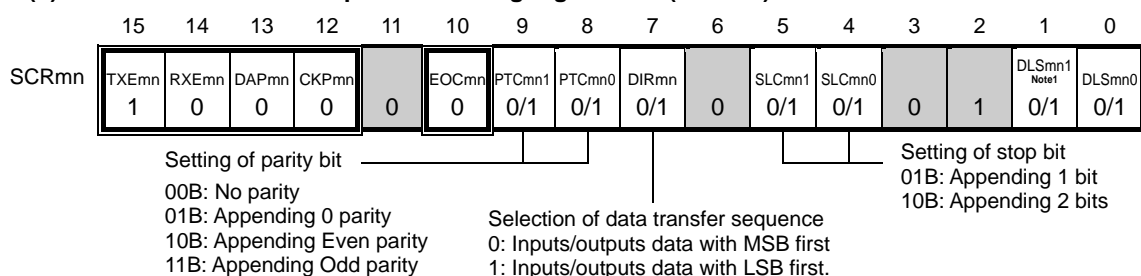 15 14 13 12 11 10 9 8 7 6 5 4 3 2 1 0
SCRmn
TXEmn RXEmn DAPmn CKPmn EOCmn PTCmn1 PTCmn0 DIRmn SLCmn1 SLCmn0 DLSmn1 Note1 DLSmn0
1 0 0 0 0 0 0/1 0/1 0/1 0 0/1 0/1 0 1 0/1 0/1
Setting of parity bit
00B: No parity
01B: Appending 0 parity
10B: Appending Even parity
11B: Appending Odd parity
Selection of data transfer sequence
0: Inputs/outputs data with MSB first
1: Inputs/outputs data with LSB first.
Setting of stop bit
01B: Appending 1 bit
10B: Appending 2 bits